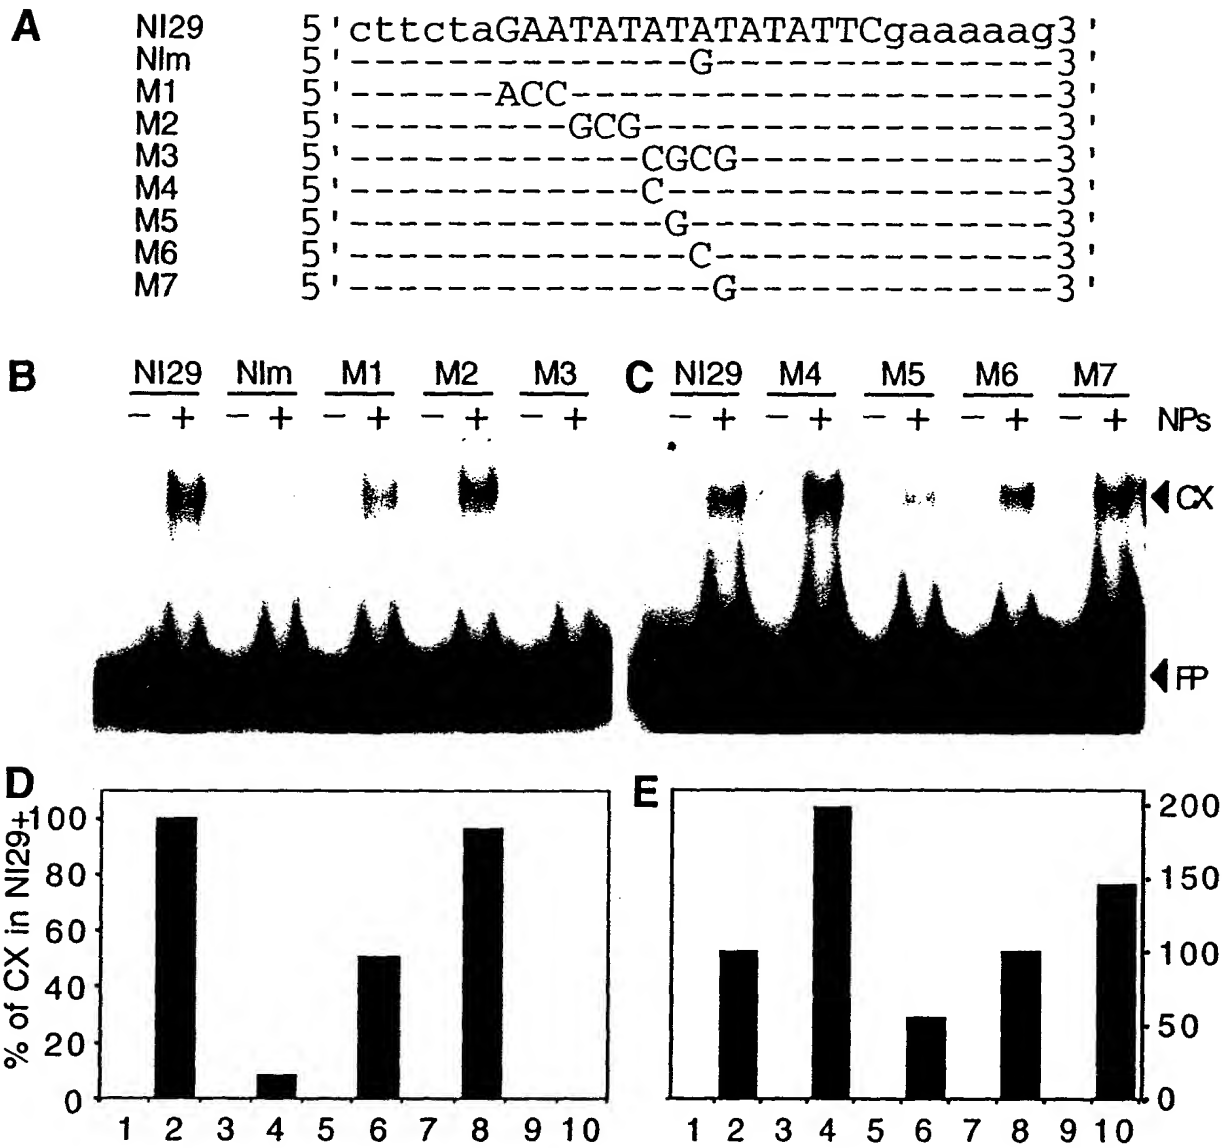 A
NI29 5'cttctaGAATATATATATATTCgaaaaag3'
NIm 5'--------------G--------------3'
M1 5'------ACC--------------------3'
M2 5'---------GCG-----------------3'
M3 5'------------CGCG-------------3'
M4 5'------------C----------------3'
M5 5'-------------G---------------3'
M6 5'--------------C--------------3'
M7 5'---------------G-------------3'
B NI29 NIm M1 M2 M3
− + − + − + − + − +
C NI29 M4 M5 M6 M7
− + − + − + − + − + NPs
CX
FP
D
% of CX in NI29+
100
80
60
40
20
0
1 2 3 4 5 6 7 8 9 10
E
200
150
100
50
0
1 2 3 4 5 6 7 8 9 10